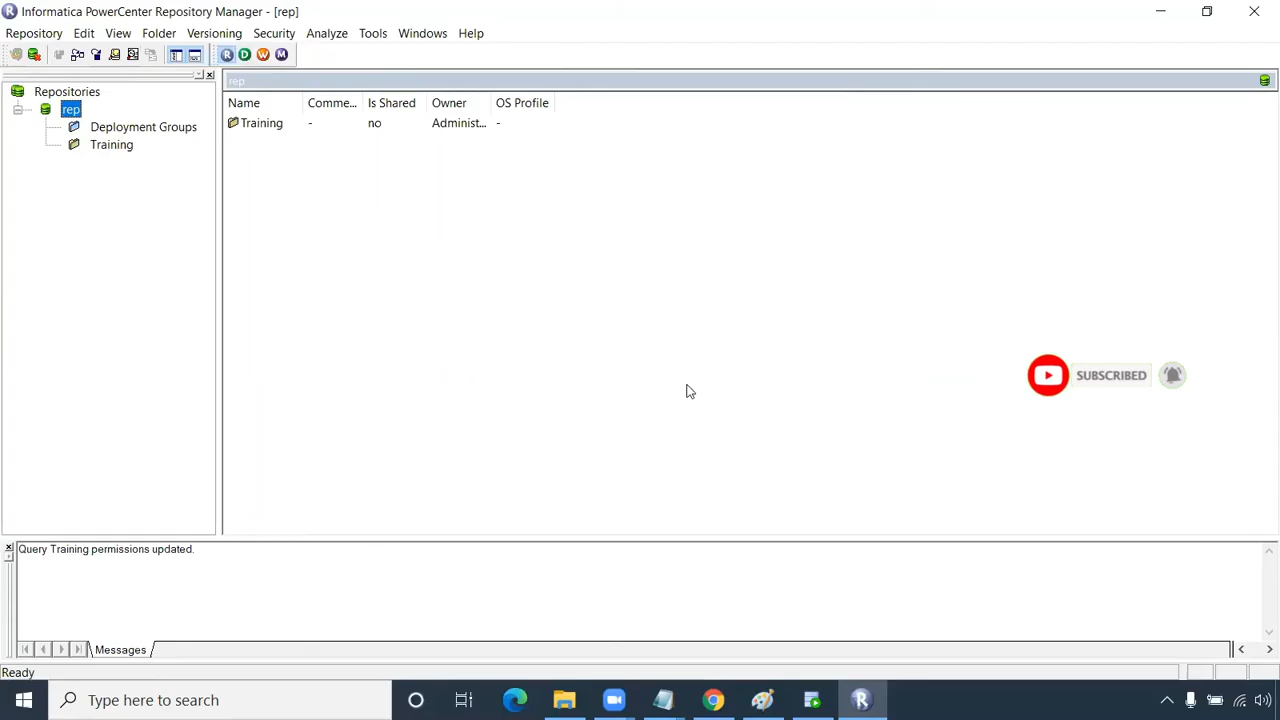 Informatica PowerCenter Repository Manager - [rep]
Repository Edit View Folder Versioning Security Analyze Tools Windows Help
R D W M
Repositories
rep
Deployment Groups
Training
rep
Name Comme... Is Shared Owner OS Profile
Training - no Administ... -
SUBSCRIBED
Query Training permissions updated.
Messages
Ready
Type here to search
R